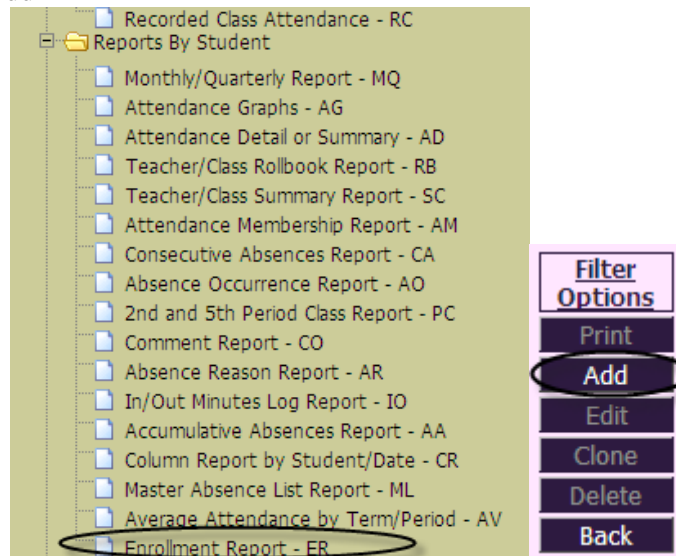 Recorded Class Attendance - RC
Reports By Student
Monthly/Quarterly Report - MQ
Attendance Graphs - AG
Attendance Detail or Summary - AD
Teacher/Class Rollbook Report - RB
Teacher/Class Summary Report - SC
Attendance Membership Report - AM
Consecutive Absences Report - CA
Absence Occurrence Report - AO
2nd and 5th Period Class Report - PC
Comment Report - CO
Absence Reason Report - AR
In/Out Minutes Log Report - IO
Accumulative Absences Report - AA
Column Report by Student/Date - CR
Master Absence List Report - ML
Average Attendance by Term/Period - AV
Enrollment Report - ER
Filter
Options
Print
Add
Edit
Clone
Delete
Back